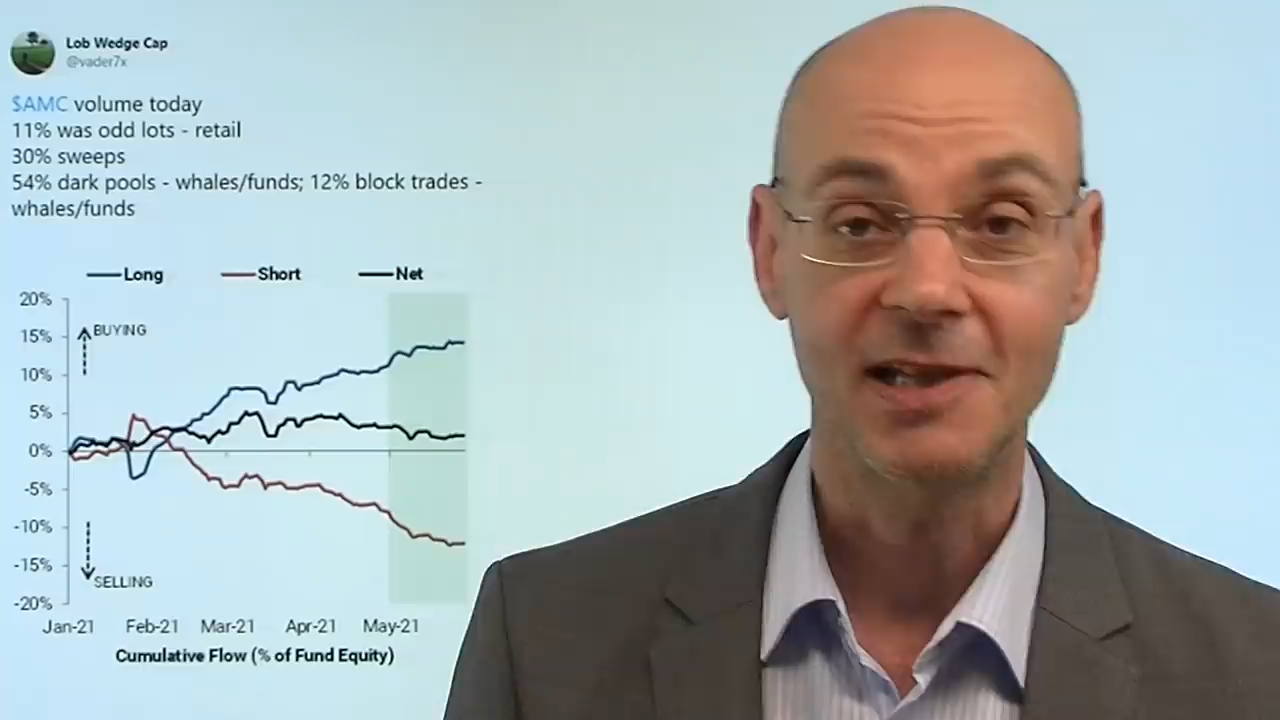 Lob Wedge Cap
@vader7x
$AMC volume today
11% was odd lots - retail
30% sweeps
54% dark pools - whales/funds; 12% block trades -
whales/funds
Long Short Net
20%
15%
BUYING
10%
5%
0%
-5%
-10%
-15%
SELLING
-20%
Jan-21 Feb-21 Mar-21 Apr-21 May-21
Cumulative Flow (% of Fund Equity)